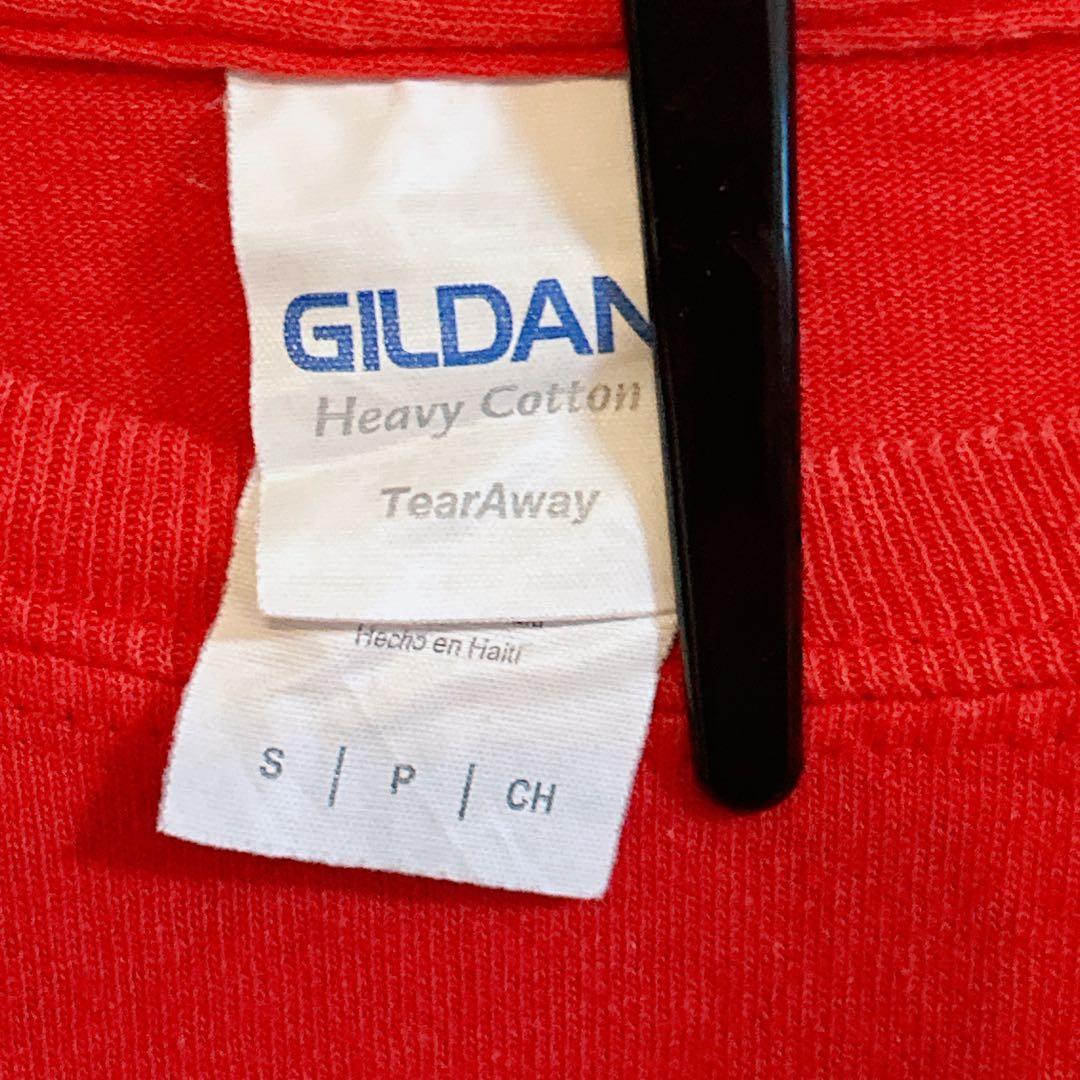 GILDAN
Heavy Cotton
TearAway
Hecho en Haiti
S | P | CH